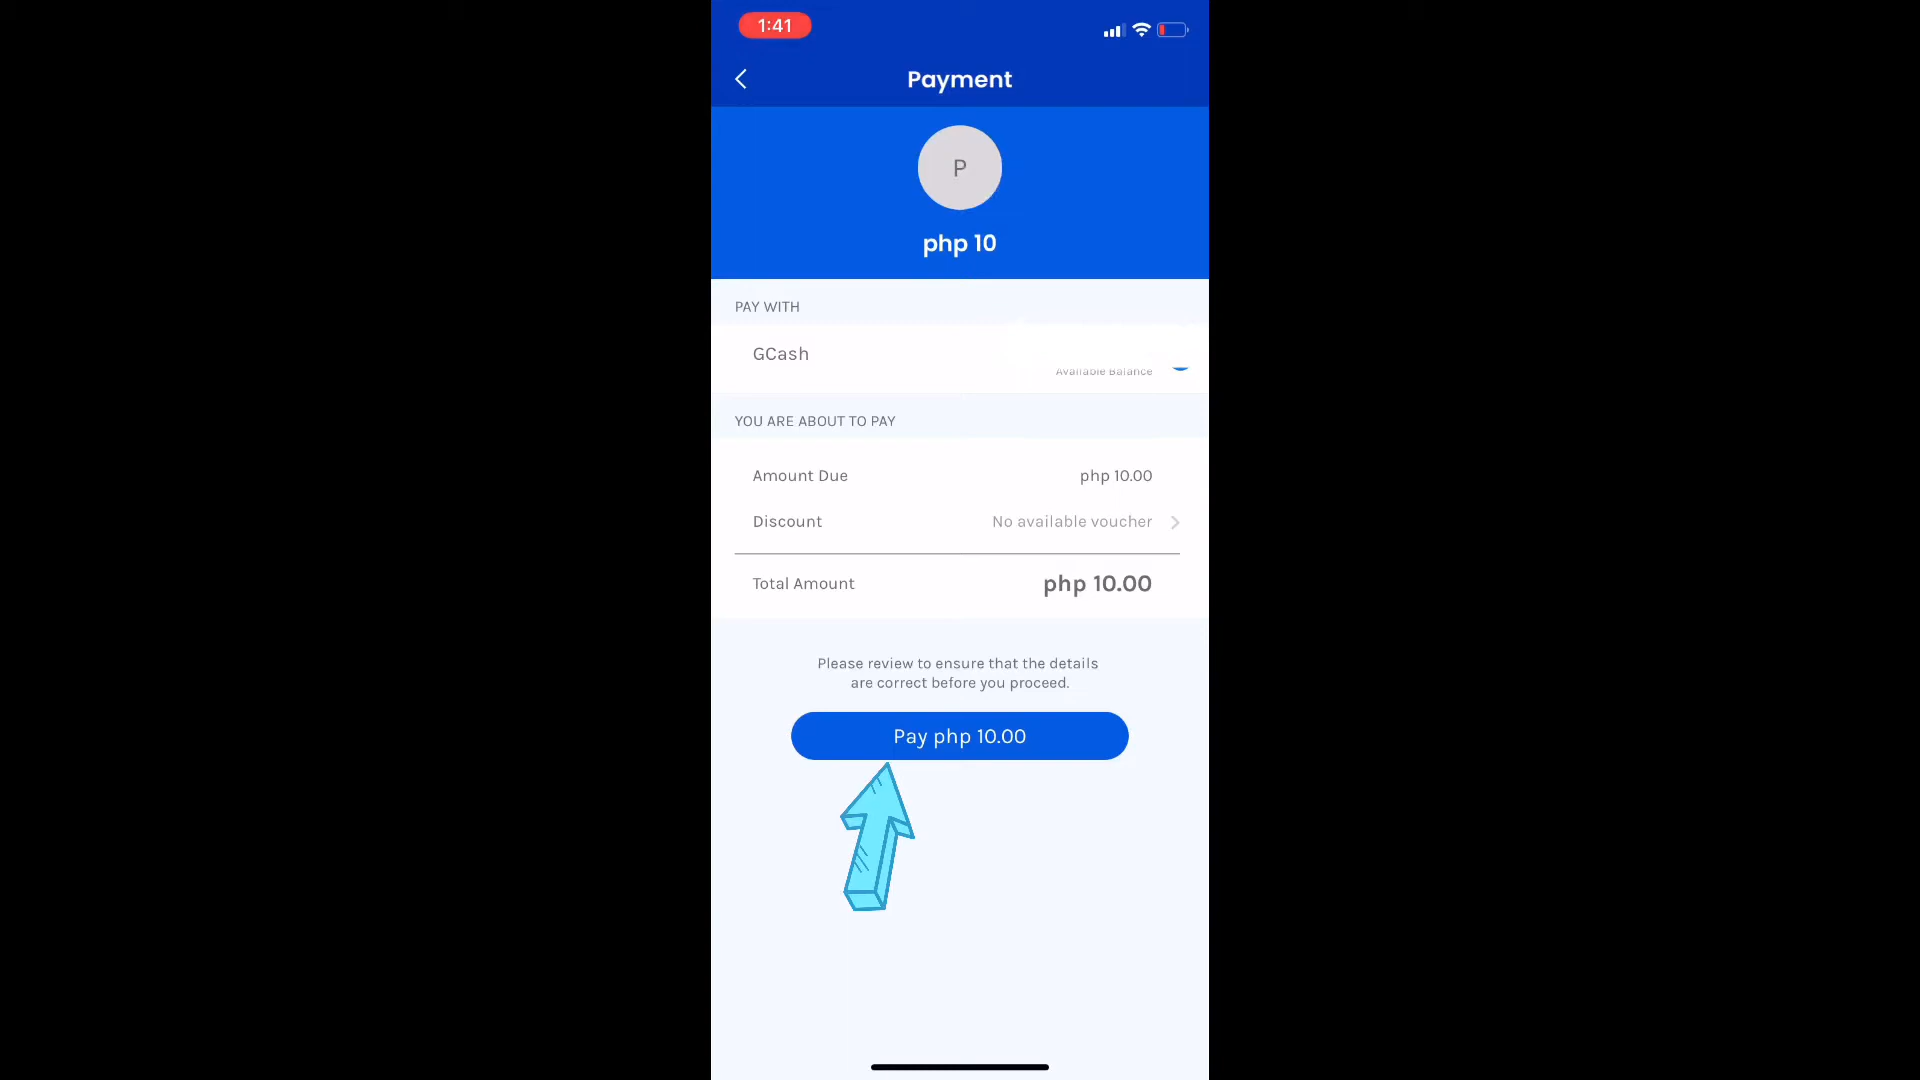 1:41
Payment
P
php 10
PAY WITH
GCash
Available Balance
YOU ARE ABOUT TO PAY
Amount Due
php 10.00
Discount
No available voucher
Total Amount
php 10.00
Please review to ensure that the details
are correct before you proceed.
Pay php 10.00